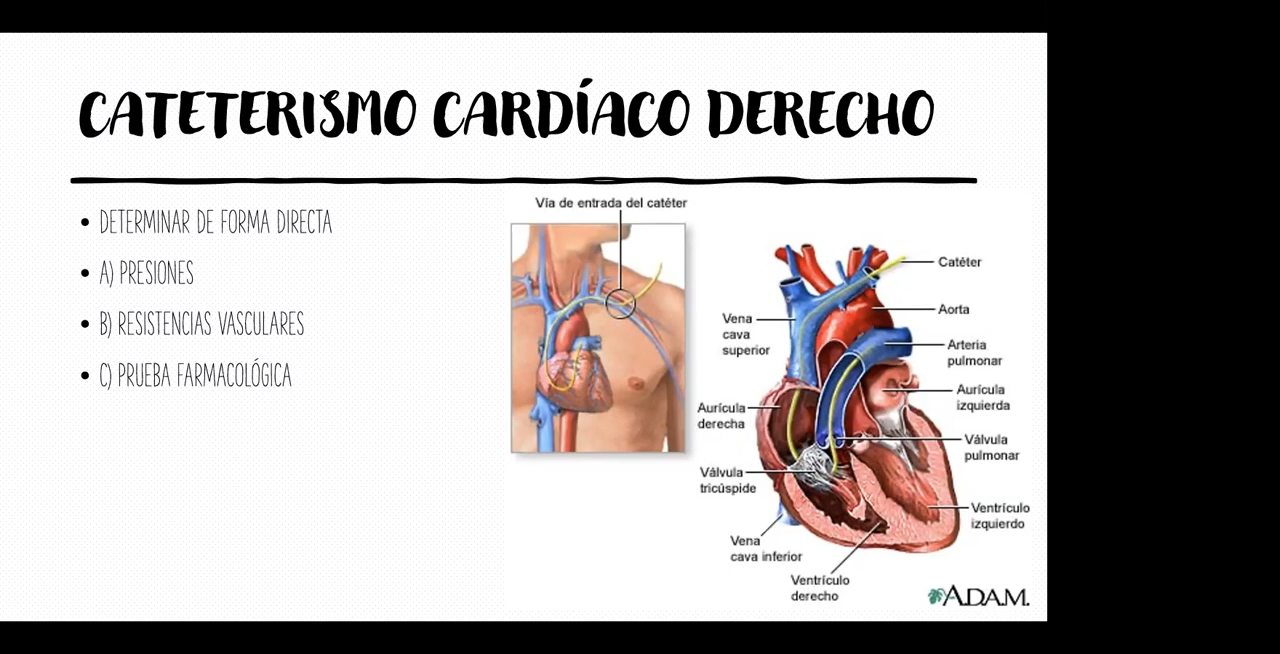 CATETERISMO CARDÍACO DERECHO
• DETERMINAR DE FORMA DIRECTA
• A) PRESIONES
• B) RESISTENCIAS VASCULARES
• C) PRUEBA FARMACOLÓGICA
Vía de entrada del catéter
Catéter
Aorta
Vena
cava
superior
Arteria
pulmonar
Aurícula
izquierda
Aurícula
derecha
Válvula
pulmonar
Válvula
tricúspide
Ventrículo
izquierdo
Vena
cava inferior
Ventrículo
derecho
A.D.A.M.